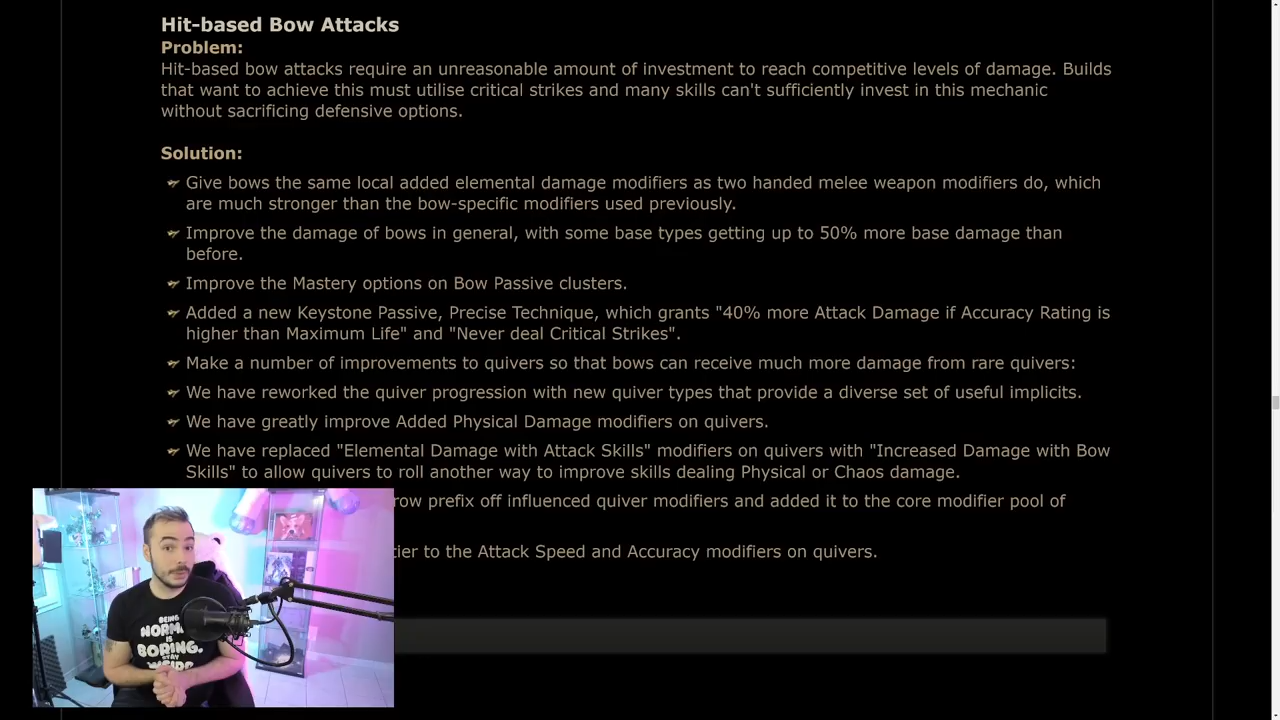 Hit-based Bow Attacks
Problem:
Hit-based bow attacks require an unreasonable amount of investment to reach competitive levels of damage. Builds
that want to achieve this must utilise critical strikes and many skills can't sufficiently invest in this mechanic
without sacrificing defensive options.
Solution:
Give bows the same local added elemental damage modifiers as two handed melee weapon modifiers do, which
are much stronger than the bow-specific modifiers used previously.
Improve the damage of bows in general, with some base types getting up to 50% more base damage than
before.
Improve the Mastery options on Bow Passive clusters.
Added a new Keystone Passive, Precise Technique, which grants "40% more Attack Damage if Accuracy Rating is
higher than Maximum Life" and "Never deal Critical Strikes".
Make a number of improvements to quivers so that bows can receive much more damage from rare quivers:
We have reworked the quiver progression with new quiver types that provide a diverse set of useful implicits.
We have greatly improve Added Physical Damage modifiers on quivers.
We have replaced "Elemental Damage with Attack Skills" modifiers on quivers with "Increased Damage with Bow
Skills" to allow quivers to roll another way to improve skills dealing Physical or Chaos damage.
row prefix off influenced quiver modifiers and added it to the core modifier pool of
tier to the Attack Speed and Accuracy modifiers on quivers.
BEING
NORMAL
IS
BORING.
STAY
WEIRD